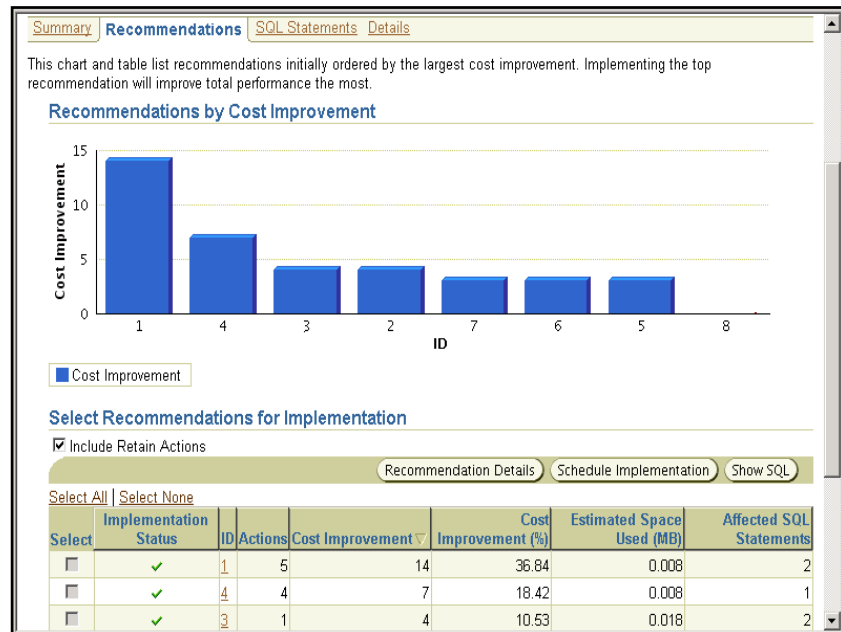 Summary Recommendations SQL Statements Details
This chart and table list recommendations initially ordered by the largest cost improvement. Implementing the top
recommendation will improve total performance the most.
Recommendations by Cost Improvement
Cost Improvement
15
10
5
0
1 4 3 2 7 6 5 8
ID
Cost Improvement
Select Recommendations for Implementation
Include Retain Actions
Recommendation Details Schedule Implementation Show SQL
Select All | Select None
Select Implementation Status ID Actions Cost Improvement Cost Improvement (%) Estimated Space Used (MB) Affected SQL Statements
1 5 14 36.84 0.008 2
4 4 7 18.42 0.008 1
3 1 4 10.53 0.018 2